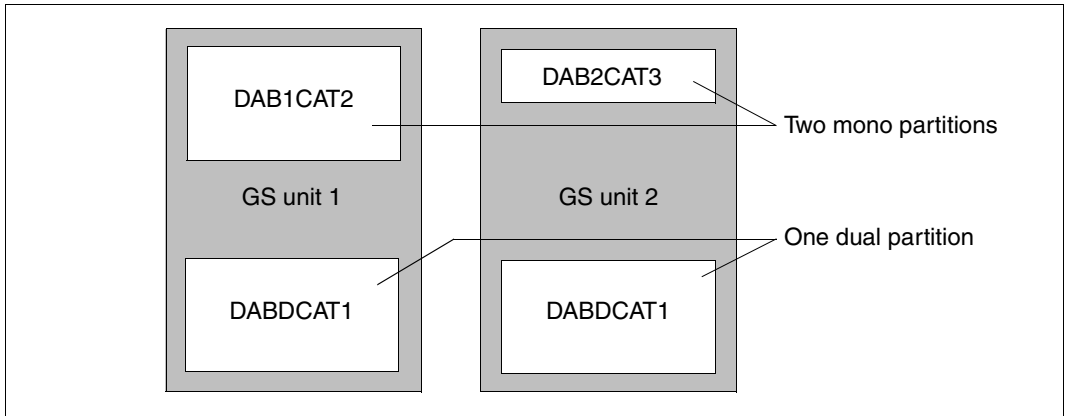 DAB1CAT2
DAB2CAT3
Two mono partitions
GS unit 1
GS unit 2
One dual partition
DABDCAT1
DABDCAT1